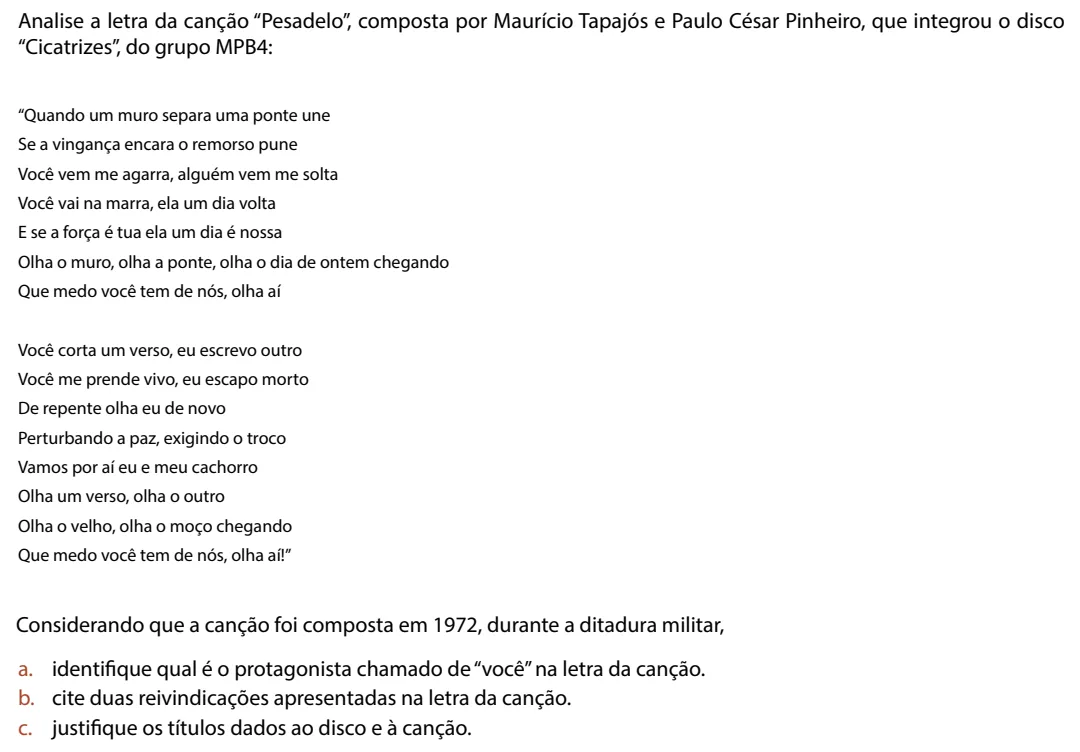 Analise a letra da canção “Pesadelo”, composta por Maurício Tapajós e Paulo César Pinheiro, que integrou o disco
“Cicatrizes”, do grupo MPB4:
“Quando um muro separa uma ponte une
Se a vingança encara o remorso pune
Você vem me agarra, alguém vem me solta
Você vai na marra, ela um dia volta
E se a força é tua ela um dia é nossa
Olha o muro, olha a ponte, olha o dia de ontem chegando
Que medo você tem de nós, olha aí
Você corta um verso, eu escrevo outro
Você me prende vivo, eu escapo morto
De repente olha eu de novo
Perturbando a paz, exigindo o troco
Vamos por aí eu e meu cachorro
Olha um verso, olha o outro
Olha o velho, olha o moço chegando
Que medo você tem de nós, olha aí!”
Considerando que a canção foi composta em 1972, durante a ditadura militar,
a. identifique qual é o protagonista chamado de “você” na letra da canção.
b. cite duas reivindicações apresentadas na letra da canção.
c. justifique os títulos dados ao disco e à canção.